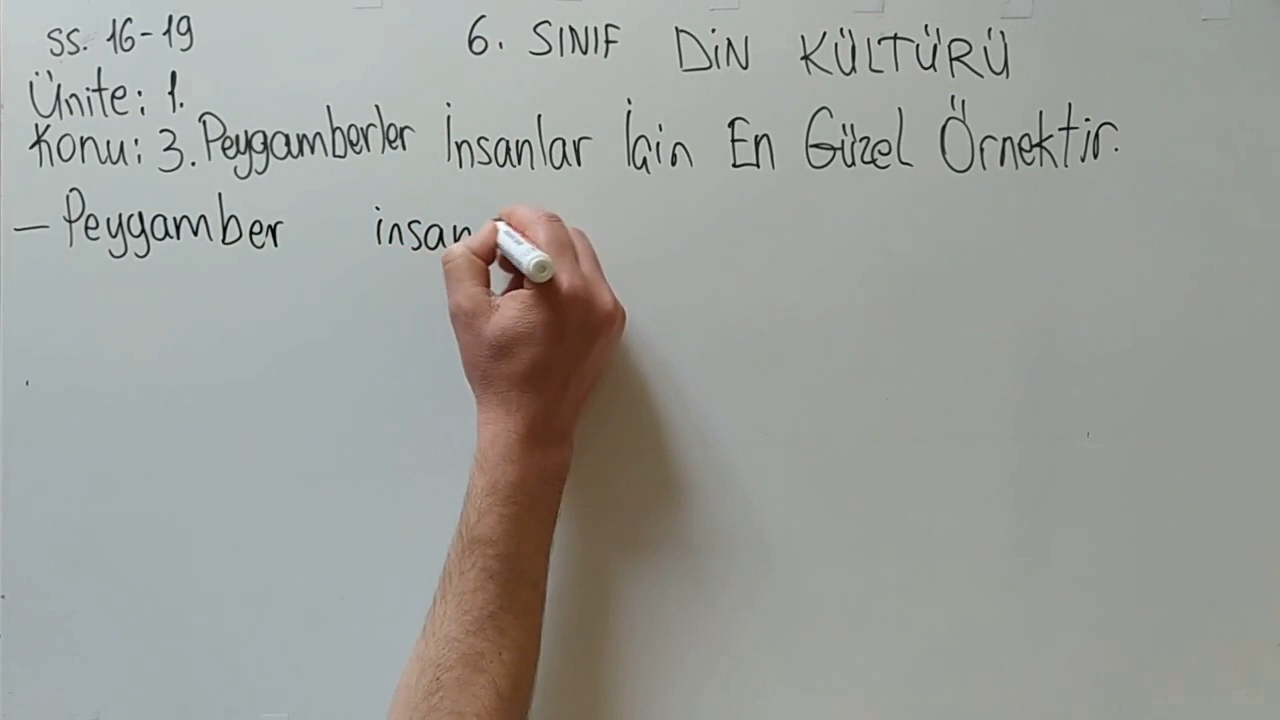 ss. 16-19
6. SINIF DİN KÜLTÜRÜ
Ünite: 1.
Konu: 3. Peygamberler İnsanlar İçin En Güzel Örnektir.
- Peygamber insan